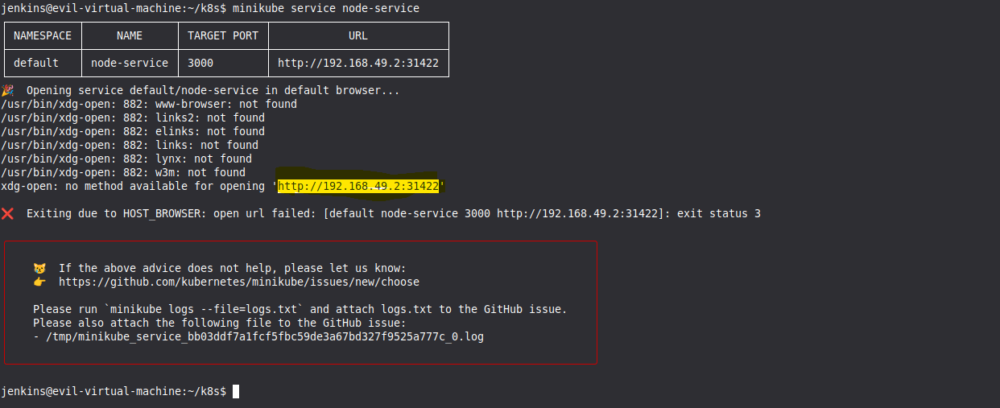 jenkins@evil-virtual-machine:~/k8s$ minikube service node-service
NAMESPACE NAME TARGET PORT URL
default node-service 3000 http://192.168.49.2:31422
🎉 Opening service default/node-service in default browser...
/usr/bin/xdg-open: 882: www-browser: not found
/usr/bin/xdg-open: 882: links2: not found
/usr/bin/xdg-open: 882: elinks: not found
/usr/bin/xdg-open: 882: links: not found
/usr/bin/xdg-open: 882: lynx: not found
/usr/bin/xdg-open: 882: w3m: not found
xdg-open: no method available for opening 'http://192.168.49.2:31422'
❌ Exiting due to HOST_BROWSER: open url failed: [default node-service 3000 http://192.168.49.2:31422]: exit status 3
😿 If the above advice does not help, please let us know:
👉 https://github.com/kubernetes/minikube/issues/new/choose
Please run `minikube logs --file=logs.txt` and attach logs.txt to the GitHub issue.
Please also attach the following file to the GitHub issue:
- /tmp/minikube_service_bb03ddf7a1fcf5fbc59de3a67bd327f9525a777c_0.log
jenkins@evil-virtual-machine:~/k8s$